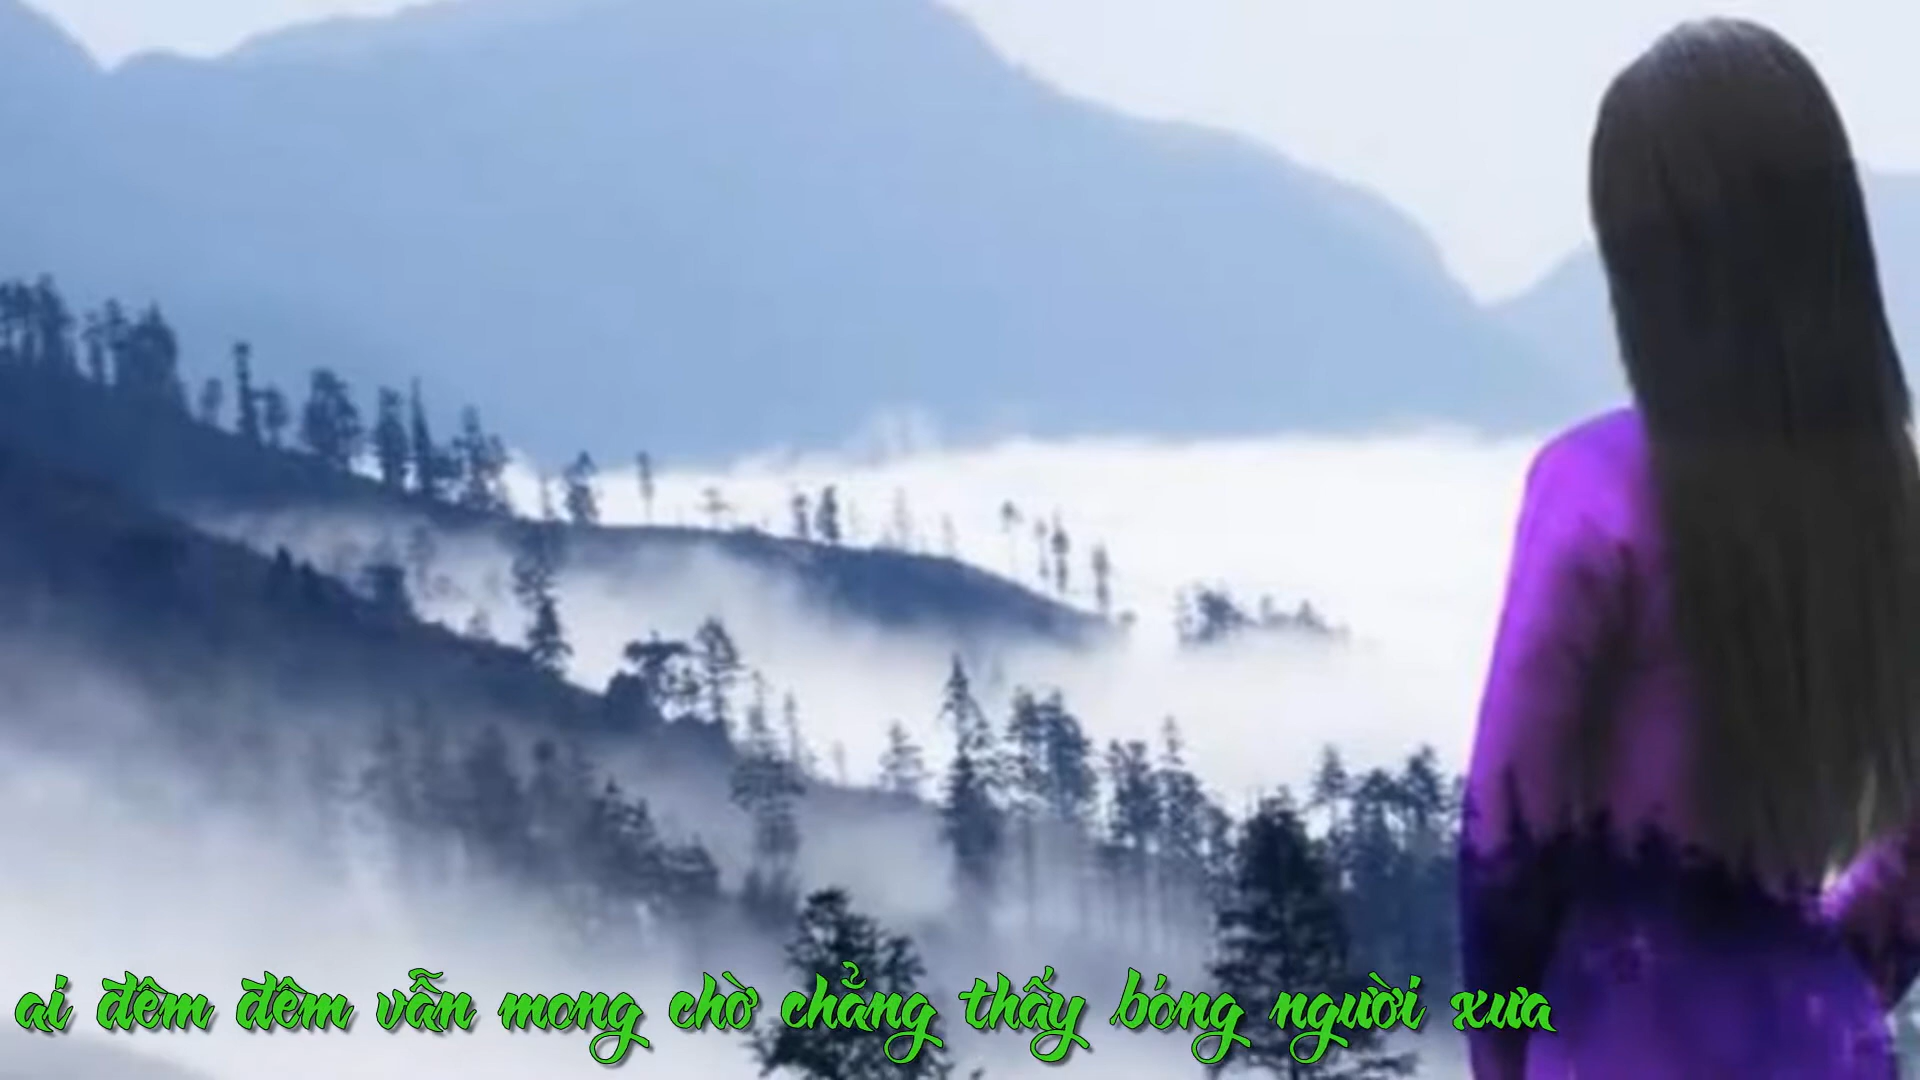 ai đêm đêm vẫn mong chờ chẳng thấy bóng người xưa